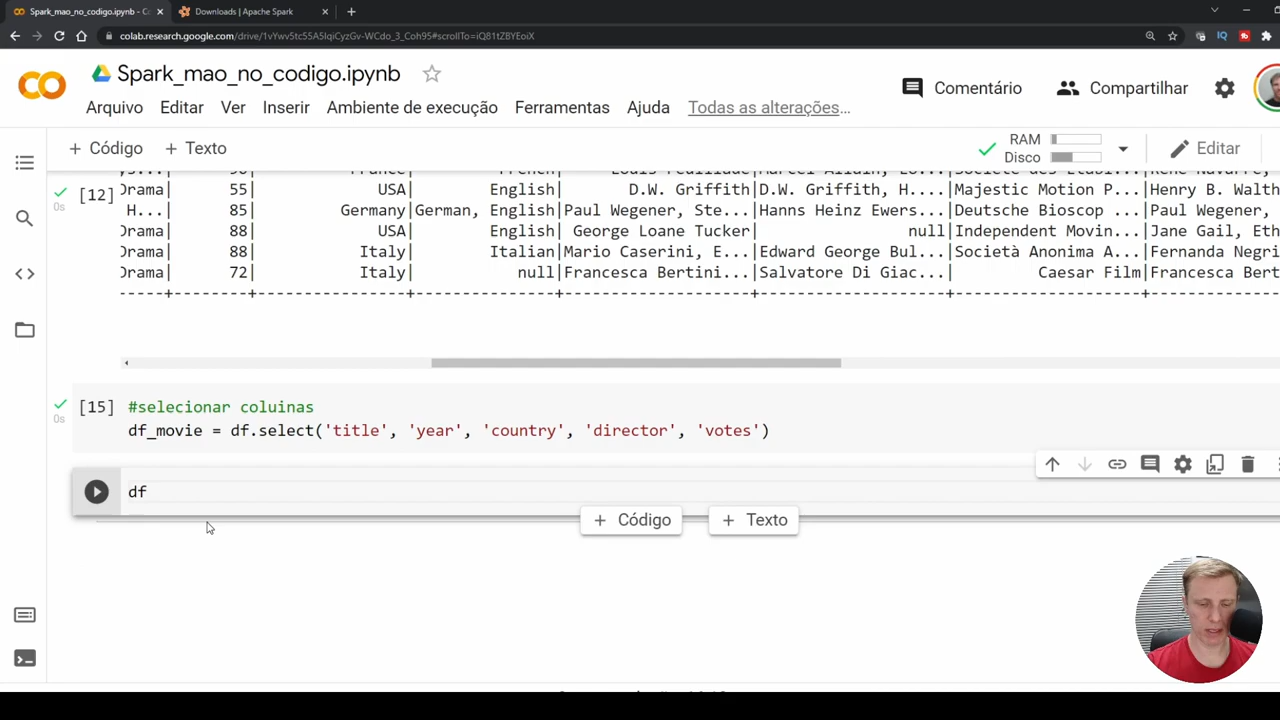 Spark_mao_no_codigo.ipynb - Co
Downloads | Apache Spark
colab.research.google.com/drive/1vYwv5tc55A5IqiCyzGv-WCdo_3_Coh95#scrollTo=iQ81tZBYEoiX
Spark_mao_no_codigo.ipynb
Comentário
Compartilhar
Arquivo Editar Ver Inserir Ambiente de execução Ferramentas Ajuda Todas as alterações...
+ Código + Texto
RAM
Disco
Editar
[12]
0s
Drama| 55| USA| English| D.W. Griffith|D.W. Griffith, H....|Majestic Motion P...|Henry B. Walth
H...| 85| Germany|German, English|Paul Wegener, Ste...|Hanns Heinz Ewers...|Deutsche Bioscop ...|Paul Wegener,
Drama| 88| USA| English| George Loane Tucker| null|Independent Movin...|Jane Gail, Eth
Drama| 88| Italy| Italian|Mario Caserini, E...|Edward George Bul...|Società Anonima A...|Fernanda Negri
Drama| 72| Italy| null|Francesca Bertini...|Salvatore Di Giac...| Caesar Film|Francesca Bert
[15] #selecionar coluinas
0s
df_movie = df.select('title', 'year', 'country', 'director', 'votes')
df
+ Código + Texto